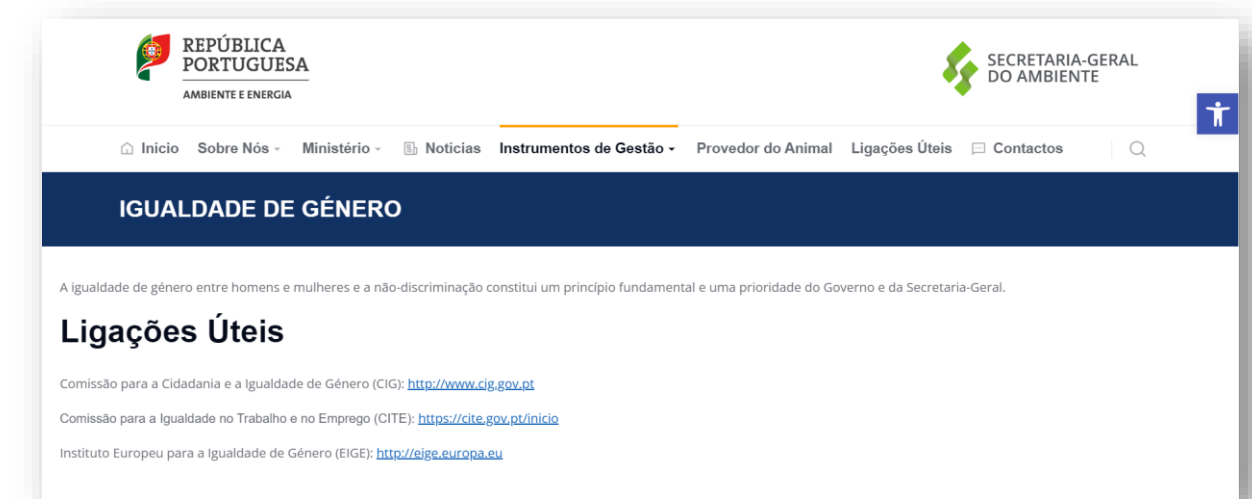 REPÚBLICA
PORTUGUESA
AMBIENTE E ENERGIA
SECRETARIA-GERAL
DO AMBIENTE
Início Sobre Nós Ministério Notícias Instrumentos de Gestão Provedor do Animal Ligações Úteis Contactos
IGUALDADE DE GÉNERO
A igualdade de género entre homens e mulheres e a não-discriminação constitui um princípio fundamental e uma prioridade do Governo e da Secretaria-Geral.
Ligações Úteis
Comissão para a Cidadania e a Igualdade de Género (CIG): http://www.cig.gov.pt
Comissão para a Igualdade no Trabalho e no Emprego (CITE): https://cite.gov.pt/inicio
Instituto Europeu para a Igualdade de Género (EIGE): http://eige.europa.eu